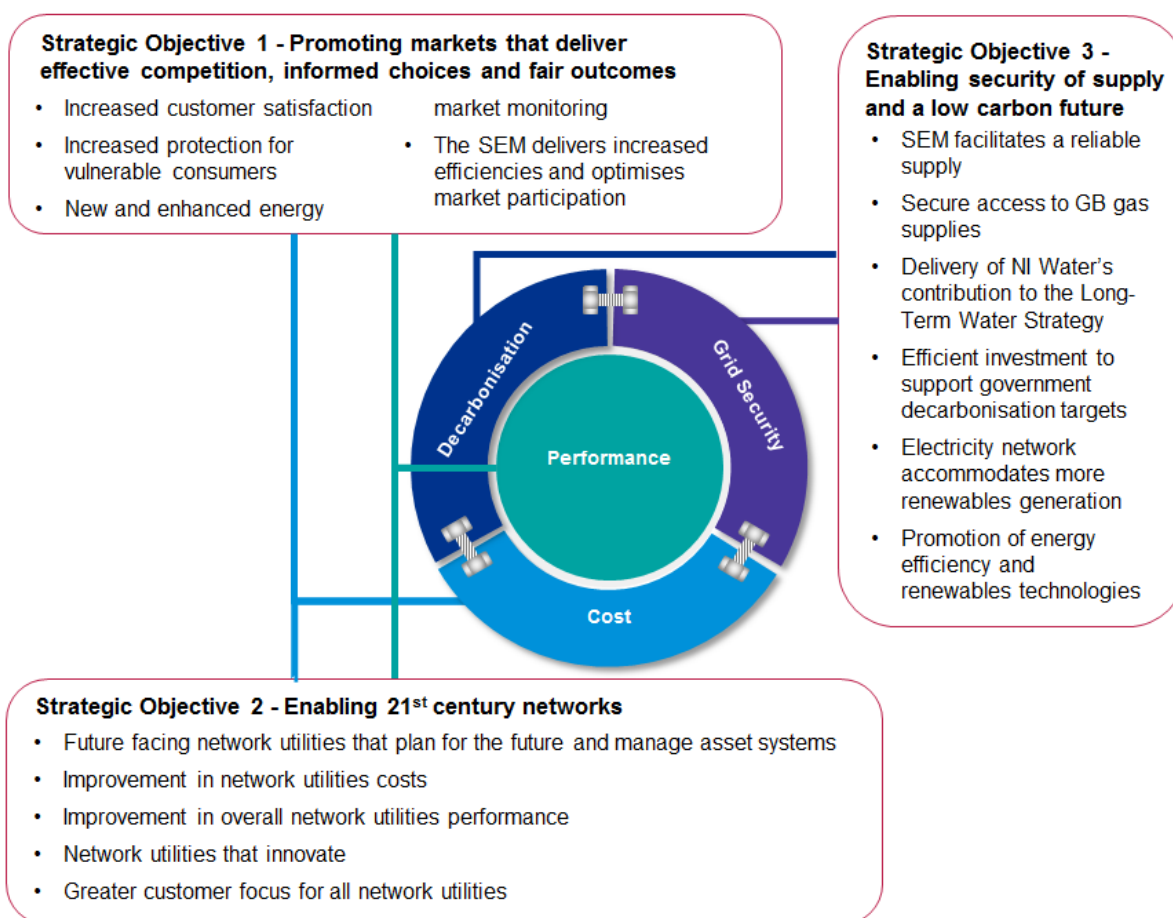 Strategic Objective 1 - Promoting markets that deliver
effective competition, informed choices and fair outcomes
• Increased customer satisfaction
• Increased protection for
vulnerable consumers
• New and enhanced energy
market monitoring
• The SEM delivers increased
efficiencies and optimises
market participation
Strategic Objective 3 -
Enabling security of supply
and a low carbon future
• SEM facilitates a reliable
supply
• Secure access to GB gas
supplies
• Delivery of NI Water's
contribution to the Long-
Term Water Strategy
• Efficient investment to
support government
decarbonisation targets
• Electricity network
accommodates more
renewables generation
• Promotion of energy
efficiency and
renewables technologies
Decarbonisation
Grid Security
Performance
Cost
Strategic Objective 2 - Enabling 21st century networks
• Future facing network utilities that plan for the future and manage asset systems
• Improvement in network utilities costs
• Improvement in overall network utilities performance
• Network utilities that innovate
• Greater customer focus for all network utilities